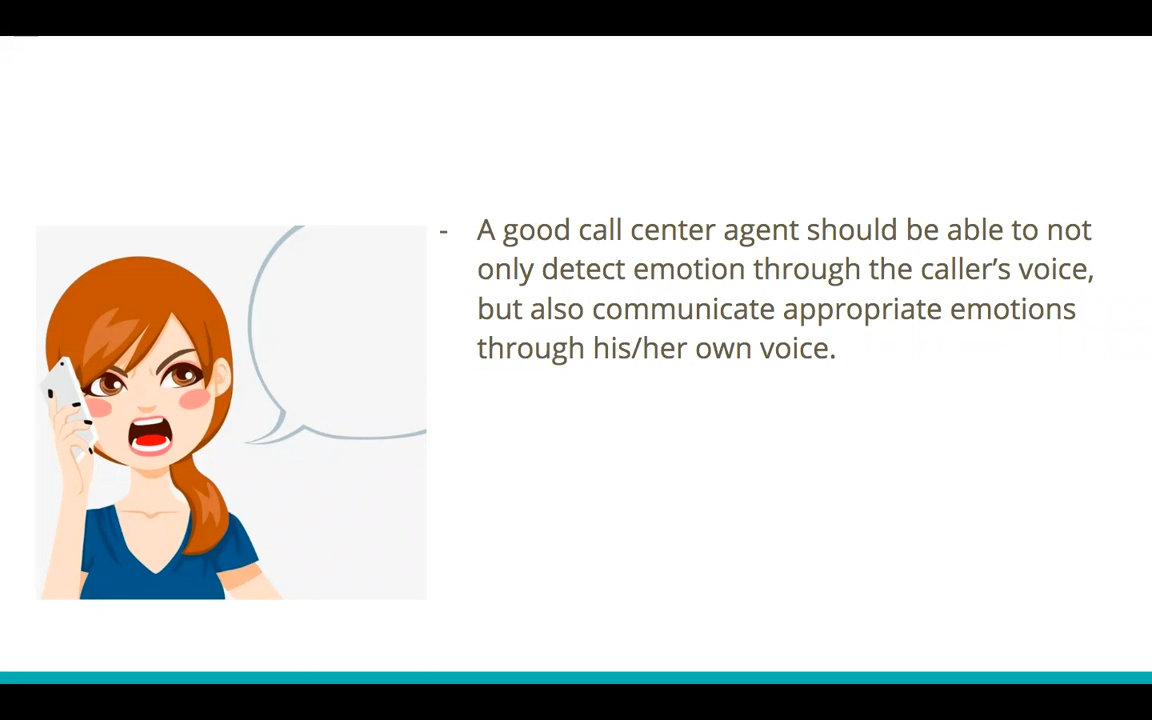 - A good call center agent should be able to not
only detect emotion through the caller’s voice,
but also communicate appropriate emotions
through his/her own voice.